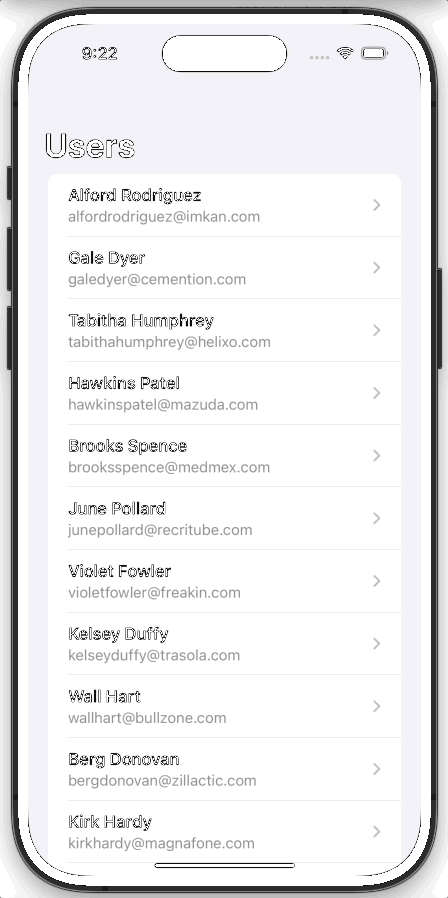 9:22
Users
Alford Rodriguez
alfordrodriguez@imkan.com
Gale Dyer
galedyer@cemention.com
Tabitha Humphrey
tabithahumphrey@helixo.com
Hawkins Patel
hawkinspatel@mazuda.com
Brooks Spence
brooksspence@medmex.com
June Pollard
junepollard@recritube.com
Violet Fowler
violetfowler@freakin.com
Kelsey Duffy
kelseyduffy@trasola.com
Wall Hart
wallhart@bullzone.com
Berg Donovan
bergdonovan@zillactic.com
Kirk Hardy
kirkhardy@magnafone.com